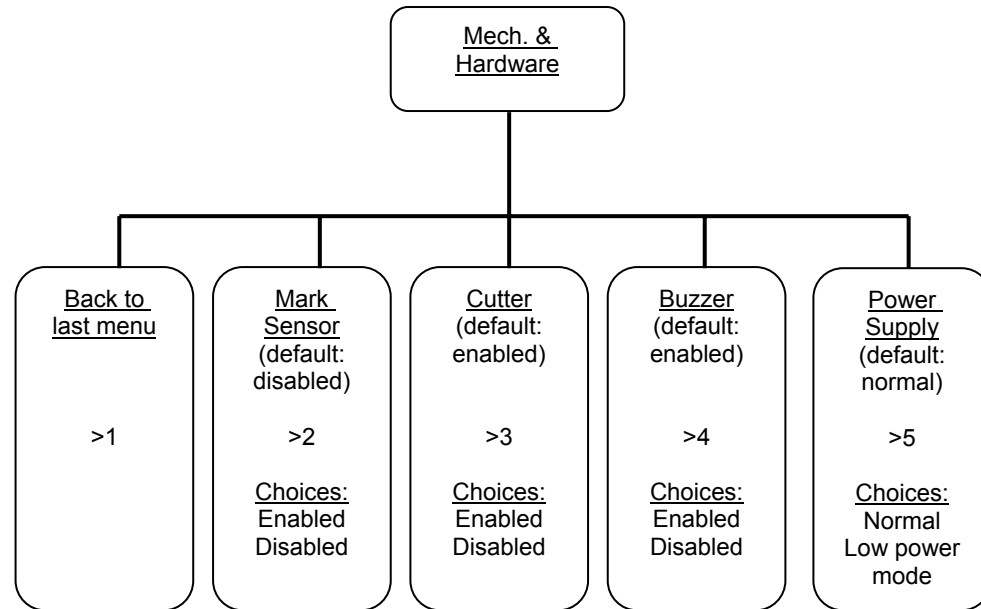 Mech. &
Hardware
Back to
last menu
>1
Mark
Sensor
(default:
disabled)
>2
Choices:
Enabled
Disabled
Cutter
(default:
enabled)
>3
Choices:
Enabled
Disabled
Buzzer
(default:
enabled)
>4
Choices:
Enabled
Disabled
Power
Supply
(default:
normal)
>5
Choices:
Normal
Low power
mode